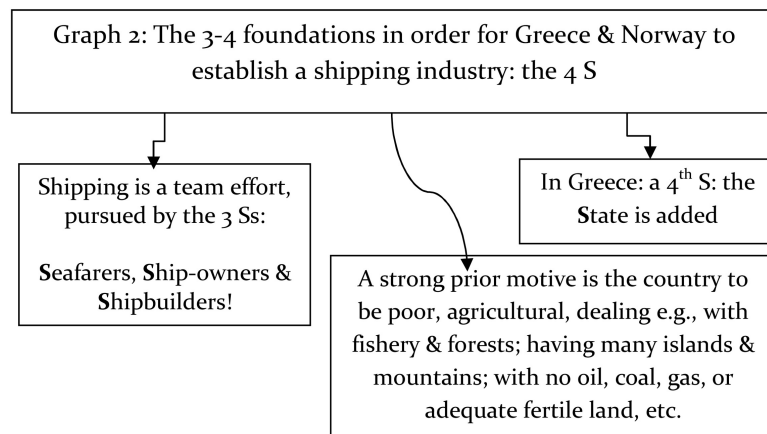 Graph 2: The 3-4 foundations in order for Greece & Norway to
establish a shipping industry: the 4 S
Shipping is a team effort,
pursued by the 3 Ss:
Seafarers, Ship-owners &
Shipbuilders!
In Greece: a 4th S: the
State is added
A strong prior motive is the country to
be poor, agricultural, dealing e.g., with
fishery & forests; having many islands &
mountains; with no oil, coal, gas, or
adequate fertile land, etc.